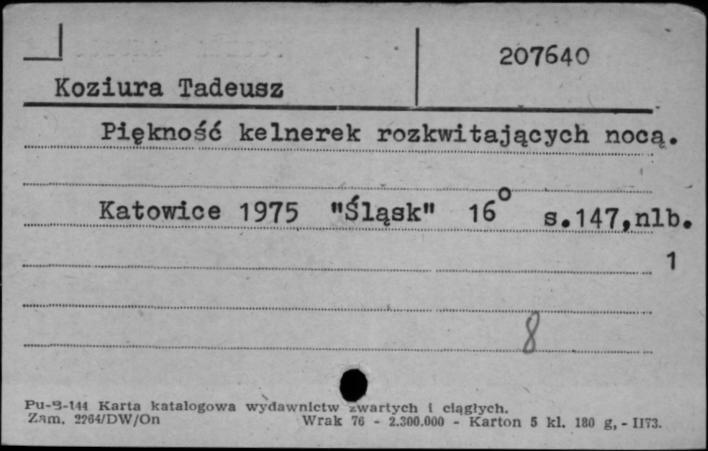 207640
Koziura Tadeusz
Piękność kelnerek rozkwitających nocą.
Katowice 1975 "Śląsk" 16° s.147,nlb.
1
8
Pu-B-144 Karta katalogowa wydawnictw zwartych i ciągłych.
Zam. 2264/DW/On Wrak 76 - 2.300.000 - Karton 5 kl. 180 g, - II73.